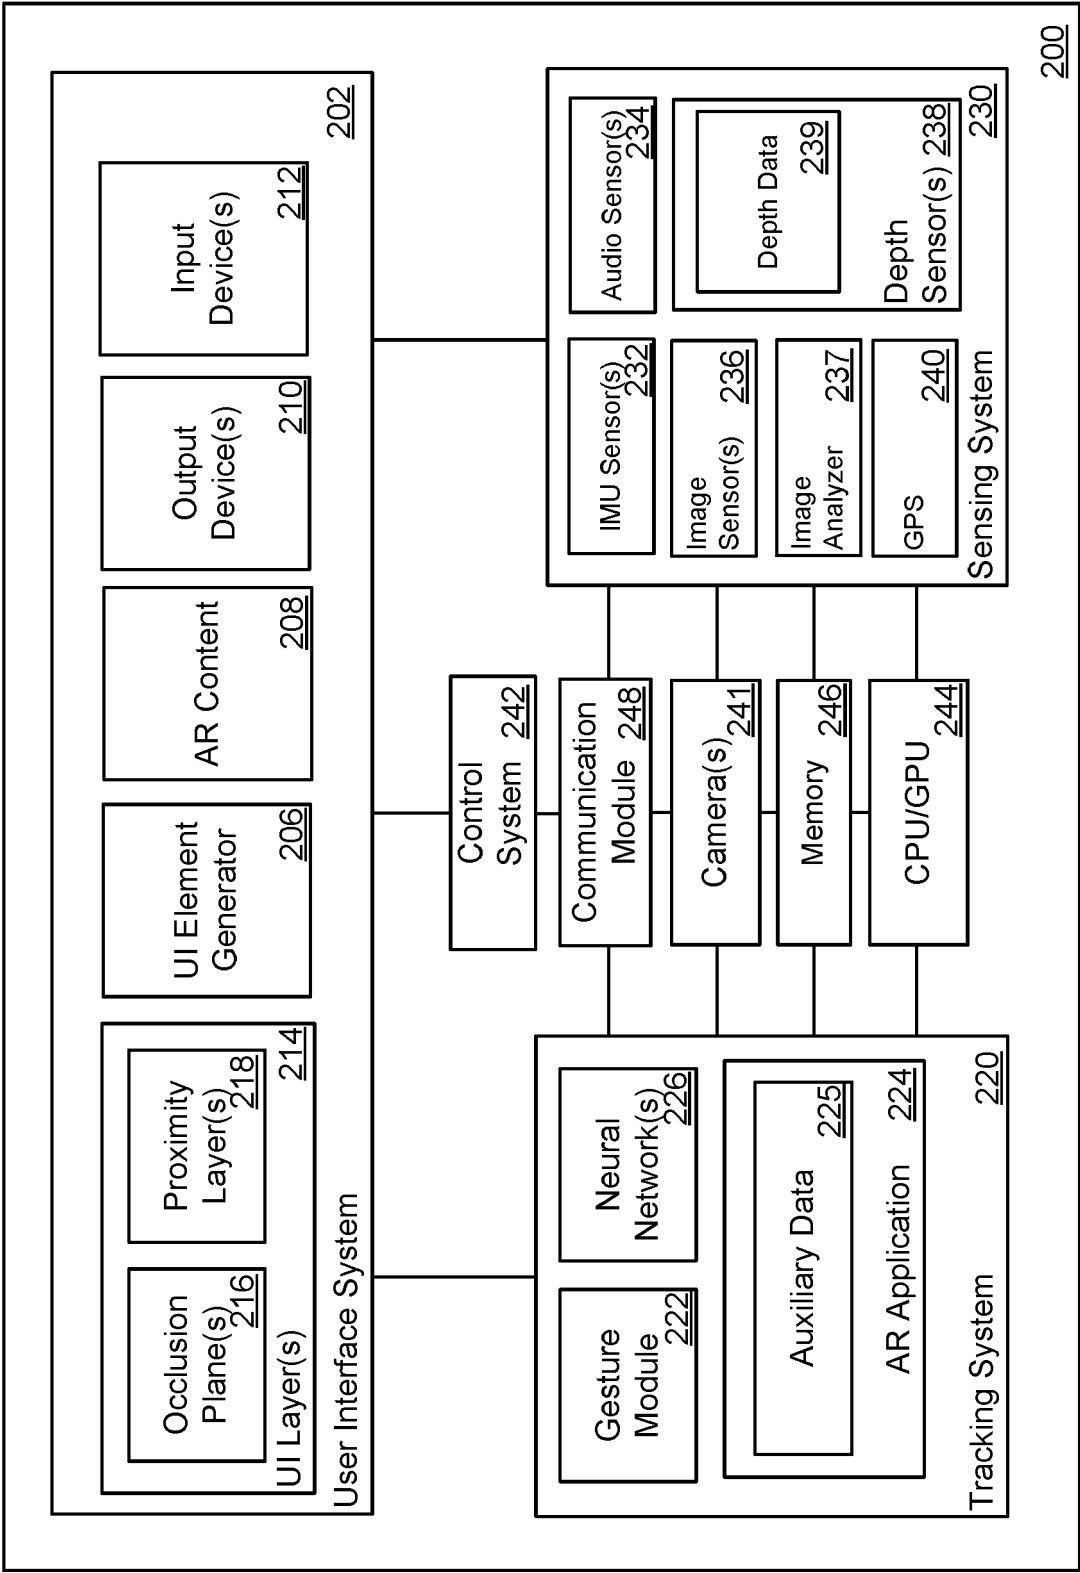 200
User Interface System
202
UI Layer(s)
214
Occlusion
Plane(s)
216
Proximity
Layer(s)
218
UI Element
Generator
206
AR Content
208
Output
Device(s)
210
Input
Device(s)
212
Tracking System
220
Gesture
Module
222
Neural
Network(s)
226
Auxiliary Data
225
AR Application
224
Control
System
242
Communication
Module
248
Camera(s)
241
Memory
246
CPU/GPU
244
Sensing System
230
IMU Sensor(s)
232
Audio Sensor(s)
234
Image
Sensor(s)
236
Image
Analyzer
237
GPS
240
Depth Data
239
Depth
Sensor(s)
238